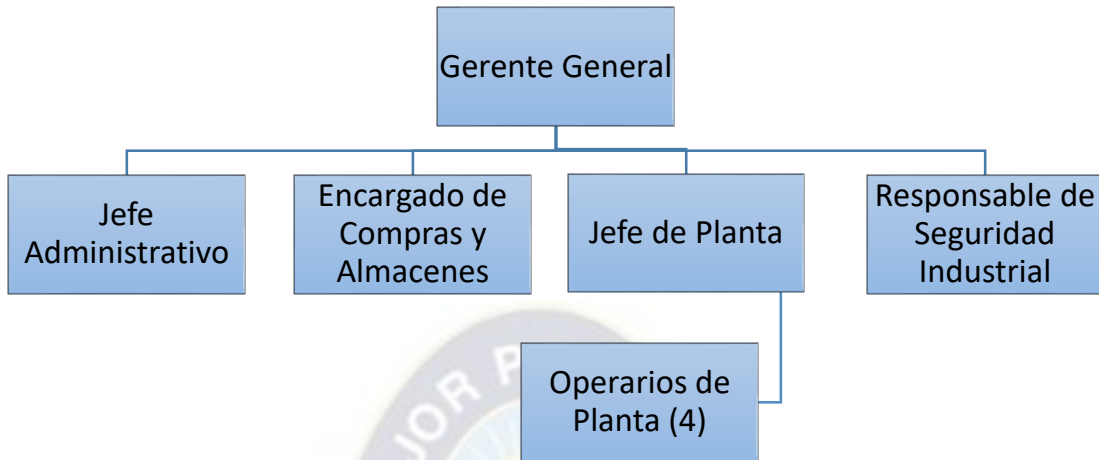 Gerente General
Jefe
Administrativo
Encargado de
Compras y
Almacenes
Jefe de Planta
Responsable de
Seguridad
Industrial
Operarios de
Planta (4)
JOR P